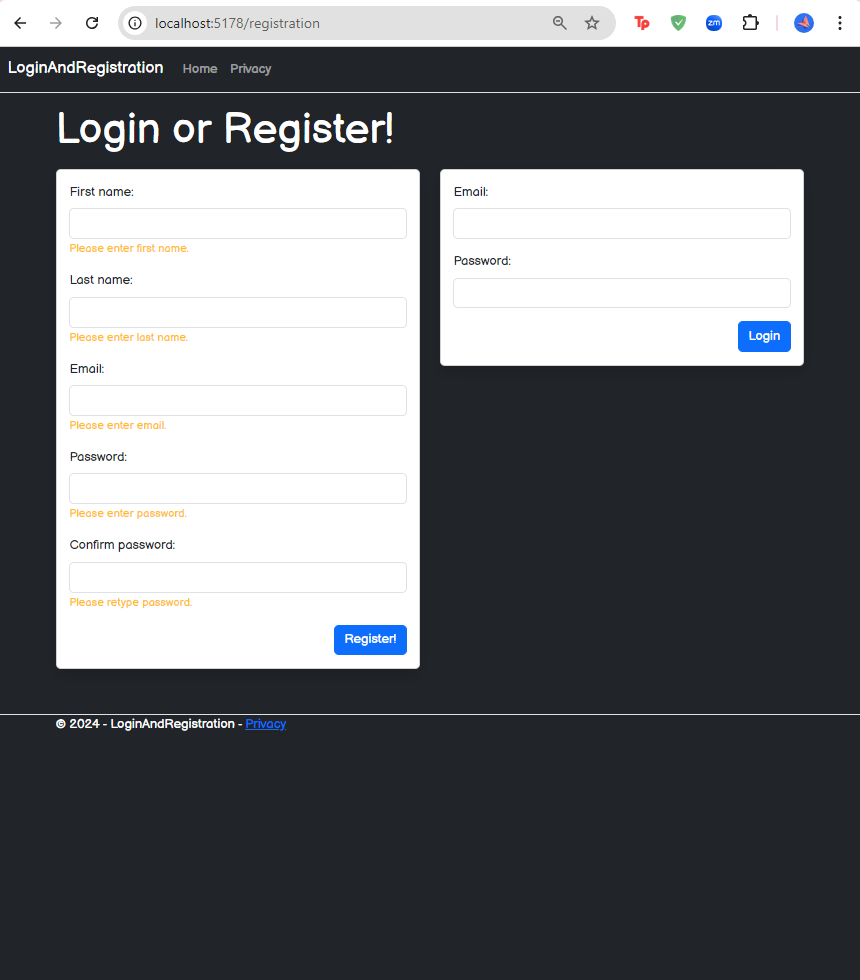 localhost:5178/registration
Tp
zm
LoginAndRegistration Home Privacy
Login or Register!
First name:
Please enter first name.
Last name:
Please enter last name.
Email:
Please enter email.
Password:
Please enter password.
Confirm password:
Please retype password.
Register!
Email:
Password:
Login
© 2024 - LoginAndRegistration - Privacy